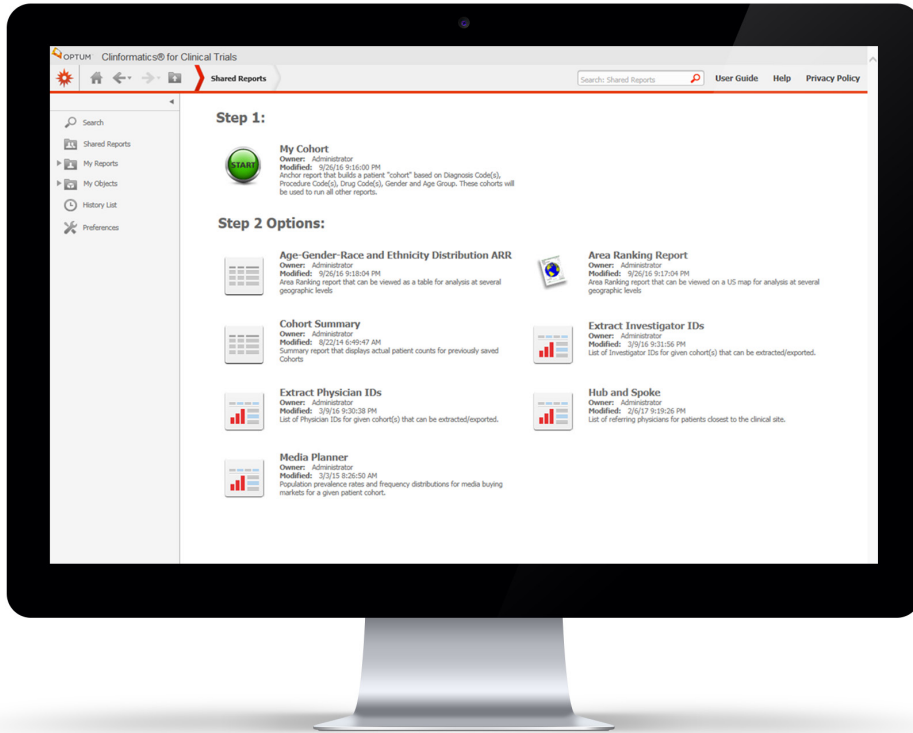 OPTUM Clinformatics® for Clinical Trials
Shared Reports
Search: Shared Reports
User Guide Help Privacy Policy
Search
Shared Reports
My Reports
My Objects
History List
Preferences
Step 1:
START
My Cohort
Owner: Administrator
Modified: 9/26/16 9:16:00 PM
Anchor report that builds a patient "cohort" based on Diagnosis Code(s),
Procedure Code(s), Drug Code(s), Gender and Age Group. These cohorts will
be used to run all other reports.
Step 2 Options:
Age-Gender-Race and Ethnicity Distribution ARR
Owner: Administrator
Modified: 9/26/16 9:18:04 PM
Area Ranking report that can be viewed as a table for analysis at several
geographic levels
Area Ranking Report
Owner: Administrator
Modified: 9/26/16 9:17:04 PM
Area Ranking report that can be viewed on a US map for analysis at several
geographic levels
Cohort Summary
Owner: Administrator
Modified: 8/22/14 6:49:47 AM
Summary report that displays actual patient counts for previously saved
Cohorts
Extract Investigator IDs
Owner: Administrator
Modified: 3/9/16 9:31:56 PM
List of Investigator IDs for given cohort(s) that can be extracted/exported.
Extract Physician IDs
Owner: Administrator
Modified: 3/9/16 9:30:38 PM
List of Physician IDs for given cohort(s) that can be extracted/exported.
Hub and Spoke
Owner: Administrator
Modified: 2/6/17 9:19:26 PM
List of referring physicians for patients closest to the clinical site.
Media Planner
Owner: Administrator
Modified: 3/3/15 8:26:50 AM
Population prevalence rates and frequency distributions for media buying
markets for a given patient cohort.